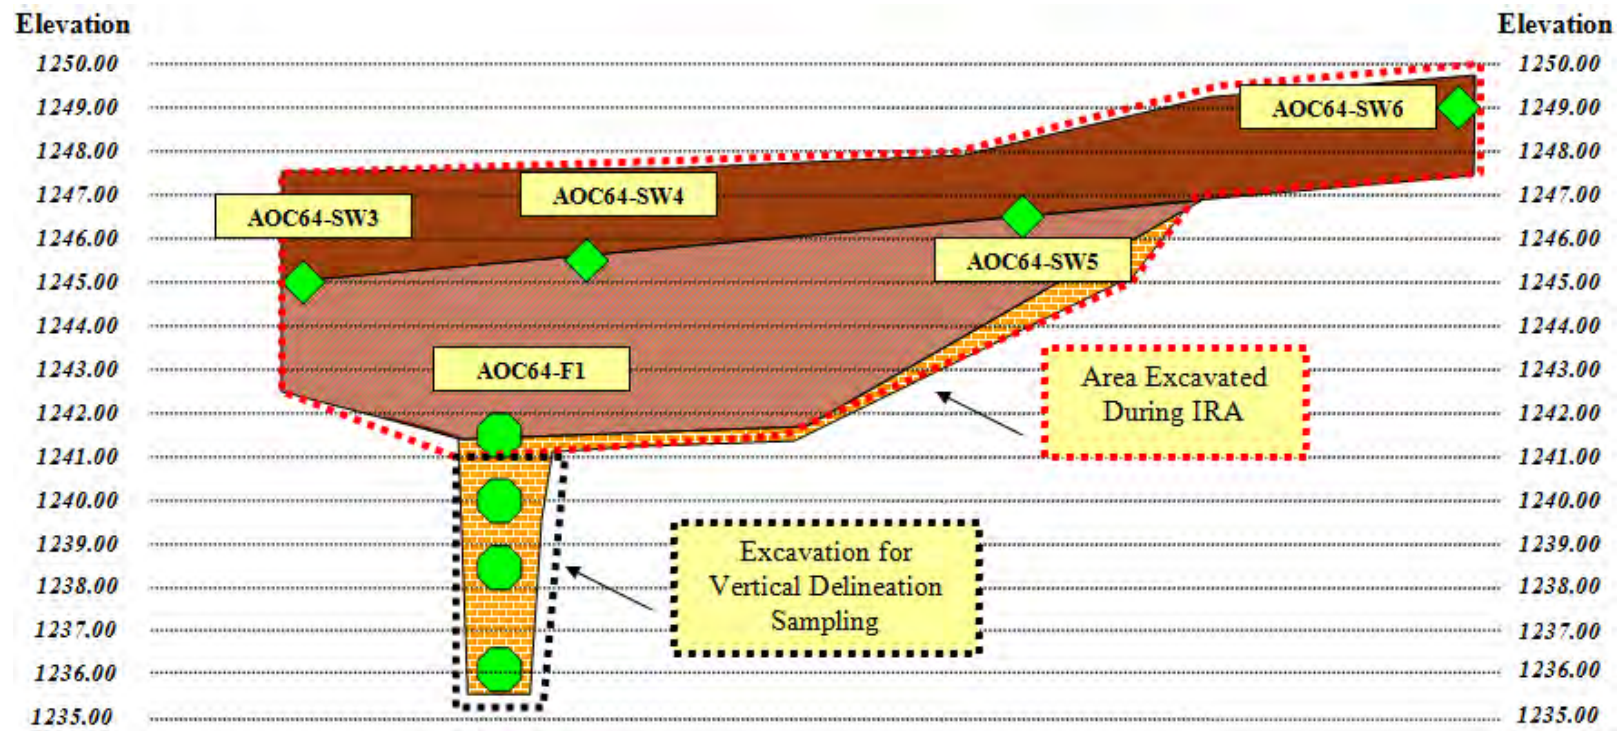 Elevation Elevation
1250.00 1250.00
1249.00 AOC64-SW6 1249.00
1248.00 1248.00
1247.00 AOC64-SW4 1247.00
AOC64-SW3
1246.00 1246.00
AOC64-SW5
1245.00 1245.00
1244.00 1244.00
1243.00 AOC64-F1 1243.00
Area Excavated
During IRA
1242.00 1242.00
1241.00 1241.00
1240.00 1240.00
1239.00 1239.00
Excavation for
Vertical Delineation
Sampling
1238.00 1238.00
1237.00 1237.00
1236.00 1236.00
1235.00 1235.00